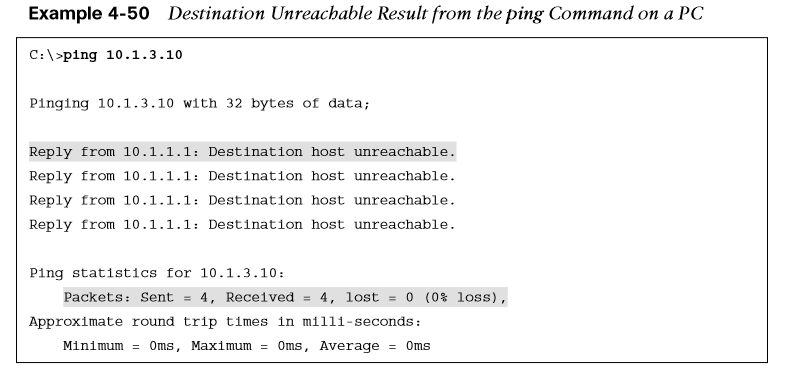 Example 4-50 Destination Unreachable Result from the ping Command on a PC
C:\>ping 10.1.3.10
Pinging 10.1.3.10 with 32 bytes of data;
Reply from 10.1.1.1: Destination host unreachable.
Reply from 10.1.1.1: Destination host unreachable.
Reply from 10.1.1.1: Destination host unreachable.
Reply from 10.1.1.1: Destination host unreachable.
Ping statistics for 10.1.3.10:
Packets: Sent = 4, Received = 4, lost = 0 (0% loss),
Approximate round trip times in milli-seconds:
Minimum = 0ms, Maximum = 0ms, Average = 0ms